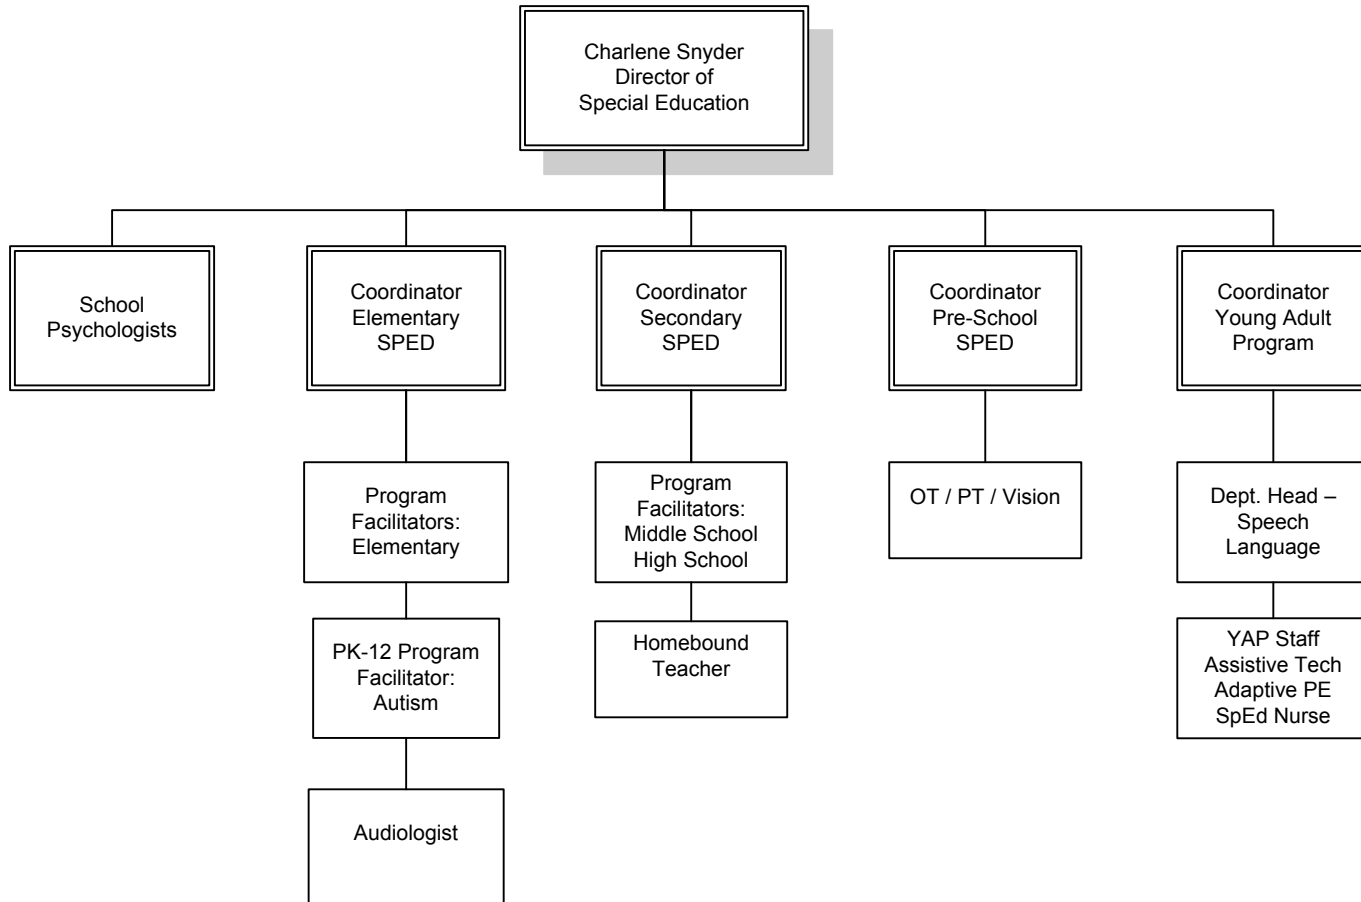 Charlene Snyder
Director of
Special Education
School
Psychologists
Coordinator
Elementary
SPED
Coordinator
Secondary
SPED
Coordinator
Pre-School
SPED
Coordinator
Young Adult
Program
Program
Facilitators:
Elementary
Program
Facilitators:
Middle School
High School
OT / PT / Vision
Dept. Head –
Speech
Language
PK-12 Program
Facilitator:
Autism
Homebound
Teacher
YAP Staff
Assistive Tech
Adaptive PE
SpEd Nurse
Audiologist